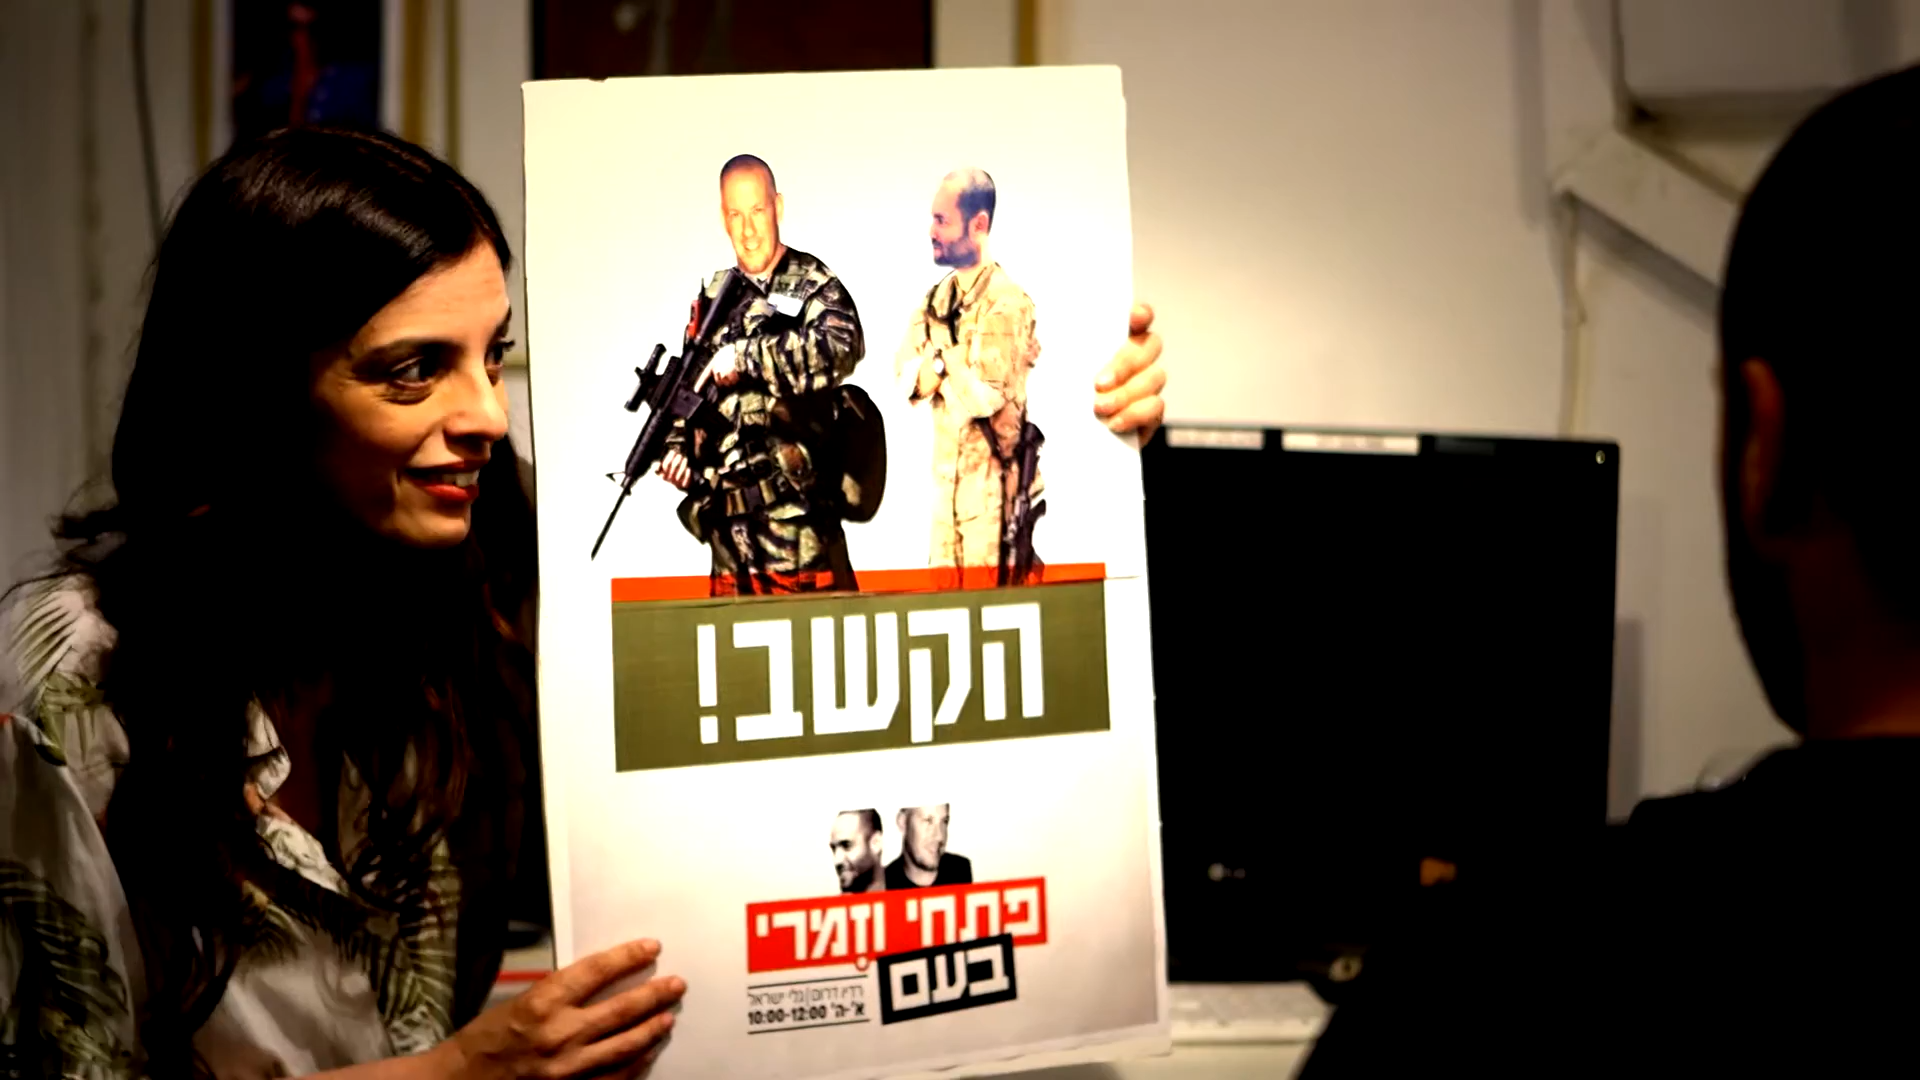 הקשב!
פתחי וזמרי
בעם
רדיו דרום|גלי ישראל
א'-ה' 10:00-12:00